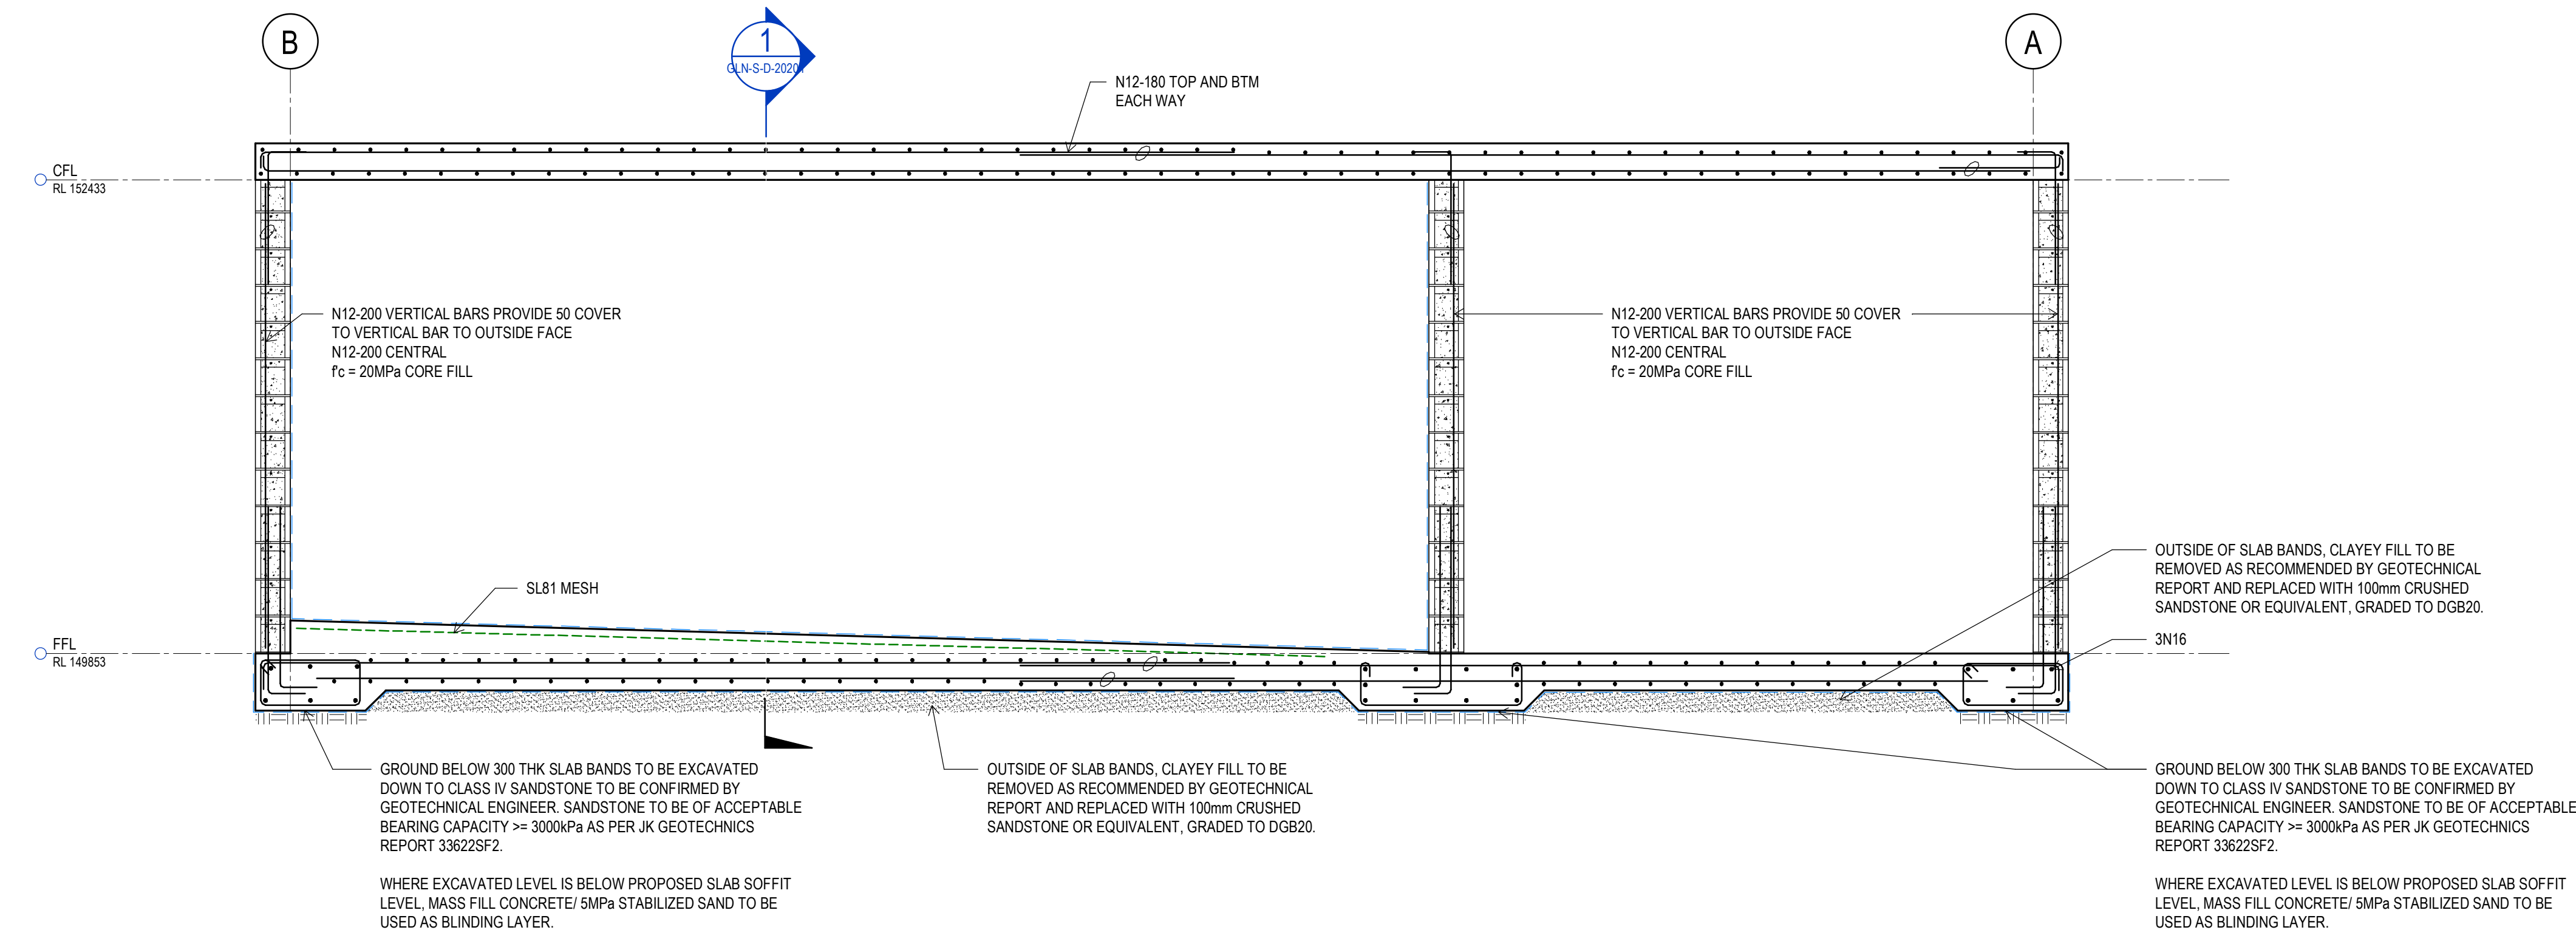 B
1
GLN-S-D-2020
A
N12-180 TOP AND BTM
EACH WAY
CFL
RL 152433
N12-200 VERTICAL BARS PROVIDE 50 COVER
TO VERTICAL BAR TO OUTSIDE FACE
N12-200 CENTRAL
f'c = 20MPa CORE FILL
N12-200 VERTICAL BARS PROVIDE 50 COVER
TO VERTICAL BAR TO OUTSIDE FACE
N12-200 CENTRAL
f'c = 20MPa CORE FILL
OUTSIDE OF SLAB BANDS, CLAYEY FILL TO BE
REMOVED AS RECOMMENDED BY GEOTECHNICAL
REPORT AND REPLACED WITH 100mm CRUSHED
SANDSTONE OR EQUIVALENT, GRADED TO DGB20.
SL81 MESH
3N16
FFL
RL 149853
GROUND BELOW 300 THK SLAB BANDS TO BE EXCAVATED
DOWN TO CLASS IV SANDSTONE TO BE CONFIRMED BY
GEOTECHNICAL ENGINEER. SANDSTONE TO BE OF ACCEPTABLE
BEARING CAPACITY >= 3000kPa AS PER JK GEOTECHNICS
REPORT 33622SF2.
WHERE EXCAVATED LEVEL IS BELOW PROPOSED SLAB SOFFIT
LEVEL, MASS FILL CONCRETE/ 5MPa STABILIZED SAND TO BE
USED AS BLINDING LAYER.
OUTSIDE OF SLAB BANDS, CLAYEY FILL TO BE
REMOVED AS RECOMMENDED BY GEOTECHNICAL
REPORT AND REPLACED WITH 100mm CRUSHED
SANDSTONE OR EQUIVALENT, GRADED TO DGB20.
GROUND BELOW 300 THK SLAB BANDS TO BE EXCAVATED
DOWN TO CLASS IV SANDSTONE TO BE CONFIRMED BY
GEOTECHNICAL ENGINEER. SANDSTONE TO BE OF ACCEPTABLE
BEARING CAPACITY >= 3000kPa AS PER JK GEOTECHNICS
REPORT 33622SF2.
WHERE EXCAVATED LEVEL IS BELOW PROPOSED SLAB SOFFIT
LEVEL, MASS FILL CONCRETE/ 5MPa STABILIZED SAND TO BE
USED AS BLINDING LAYER.